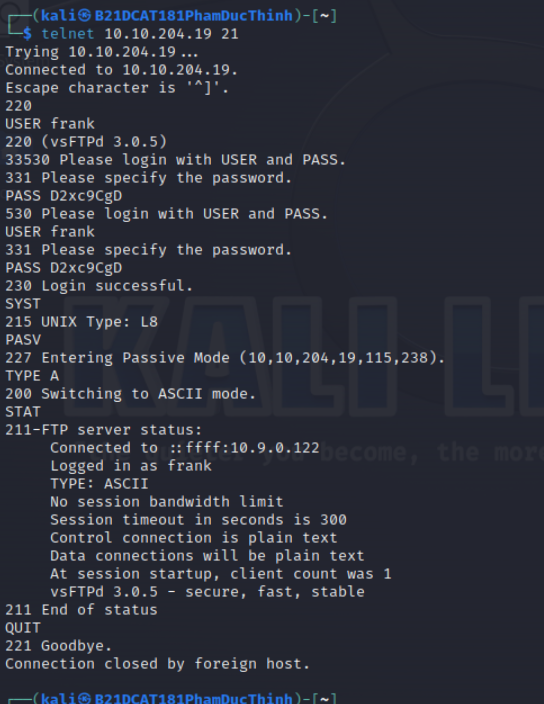 ┌──(kali㉿B21DCAT181PhamDucThinh)-[~]
└─$ telnet 10.10.204.19 21
Trying 10.10.204.19...
Connected to 10.10.204.19.
Escape character is '^]'.
220
USER frank
220 (vsFTPd 3.0.5)
33530 Please login with USER and PASS.
331 Please specify the password.
PASS D2xc9CgD
530 Please login with USER and PASS.
USER frank
331 Please specify the password.
PASS D2xc9CgD
230 Login successful.
SYST
215 UNIX Type: L8
PASV
227 Entering Passive Mode (10,10,204,19,115,238).
TYPE A
200 Switching to ASCII mode.
STAT
211-FTP server status:
     Connected to ::ffff:10.9.0.122
     Logged in as frank
     TYPE: ASCII
     No session bandwidth limit
     Session timeout in seconds is 300
     Control connection is plain text
     Data connections will be plain text
     At session startup, client count was 1
     vsFTPd 3.0.5 - secure, fast, stable
211 End of status
QUIT
221 Goodbye.
Connection closed by foreign host.
┌──(kali㉿B21DCAT181PhamDucThinh)-[~]
KALI LI
you become, the more